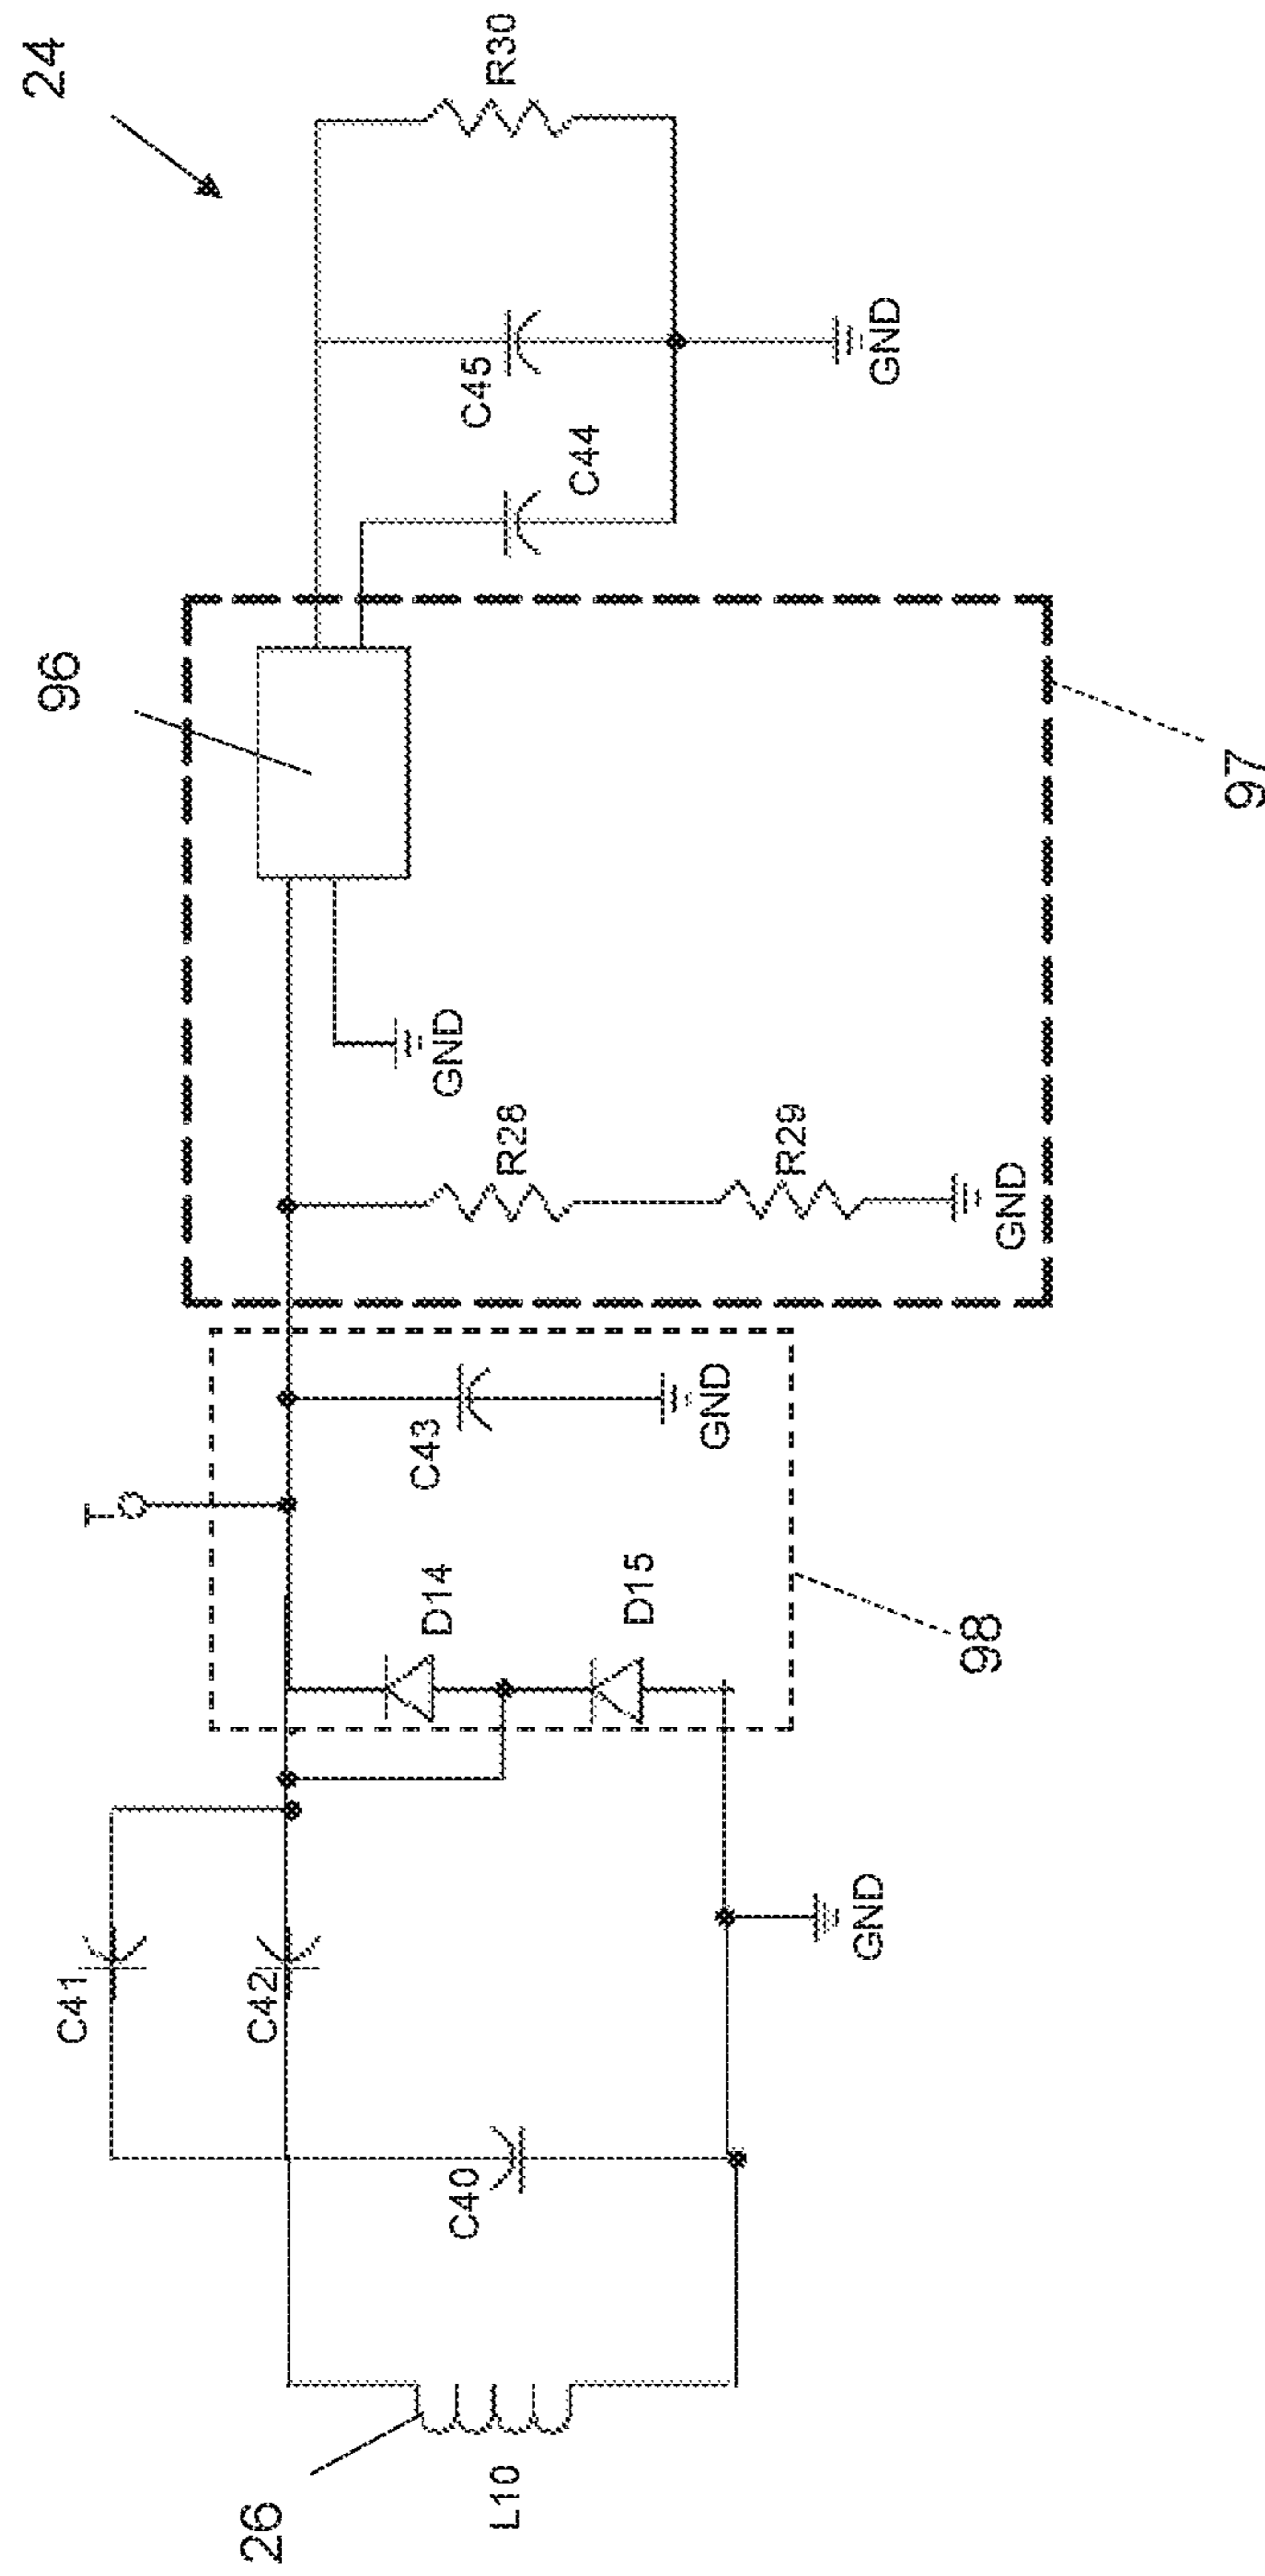 24
R30
96
C45
C44
GND
97
R28
R29
GND
GND
T
C43
GND
D14
D15
98
C41
C42
GND
C40
26
L10